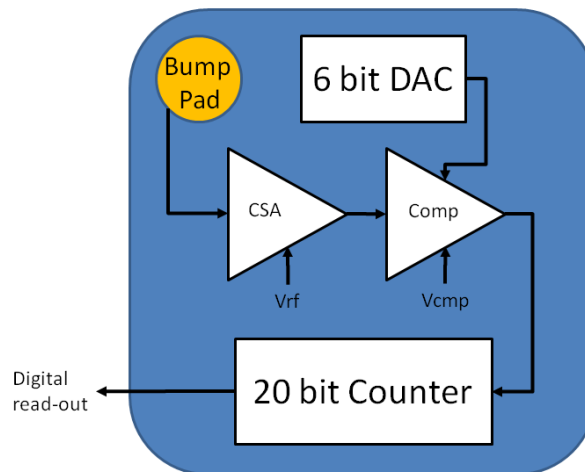 Bump
Pad
6 bit DAC
CSA
Comp
Vrf
Vcmp
Digital
read-out
20 bit Counter